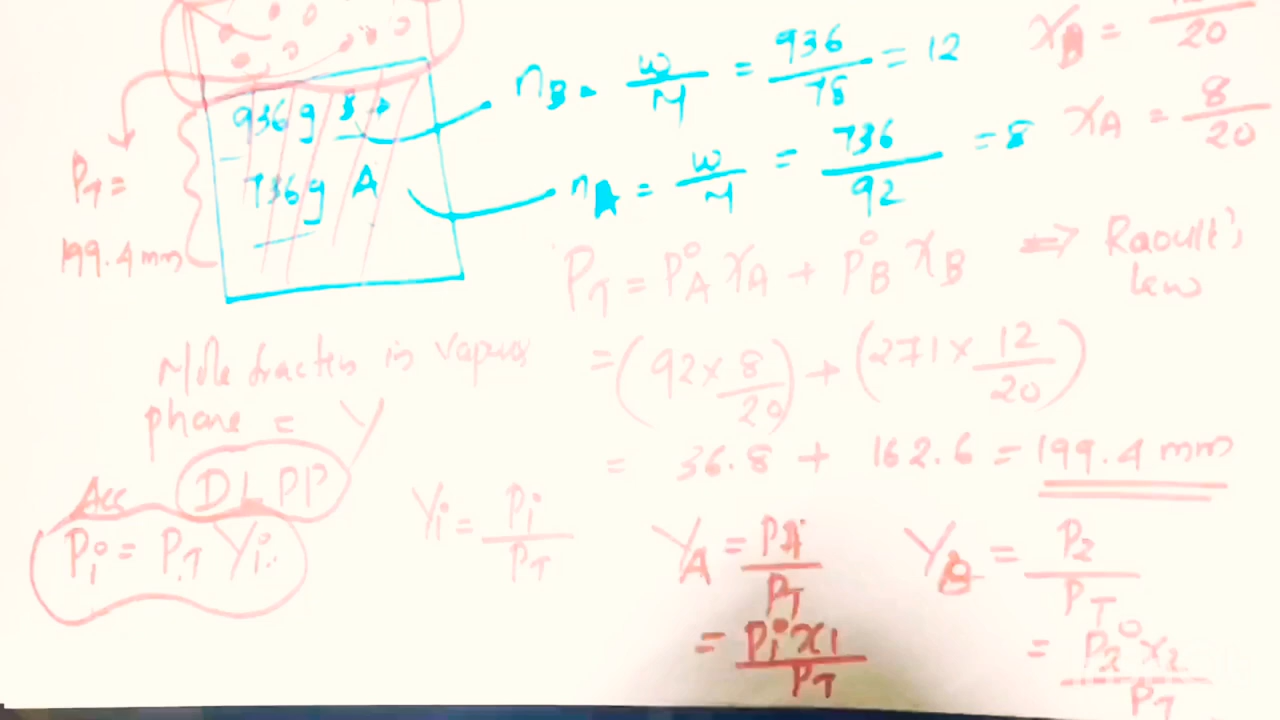 n_B = w/M = 936/78 = 12
x_B = /20
936 g B
n_A = w/M = 736/92 = 8
x_A = 8/20
736 g A
P_T =
199.4 mm
P_T = P°_A x_A + P°_B x_B ⇒ Raoult's law
Mole fraction in vapour
phase = Y
= (92 × 8/20) + (271 × 12/20)
= 36.8 + 162.6 = 199.4 mm
Acc DLPP
P_i = P_T Y_i
Y_i = P_i/P_T
Y_A = P_A/P_T
= P_1° x_1/P_T
Y_B = P_2/P_T
= P_2° x_2/P_T